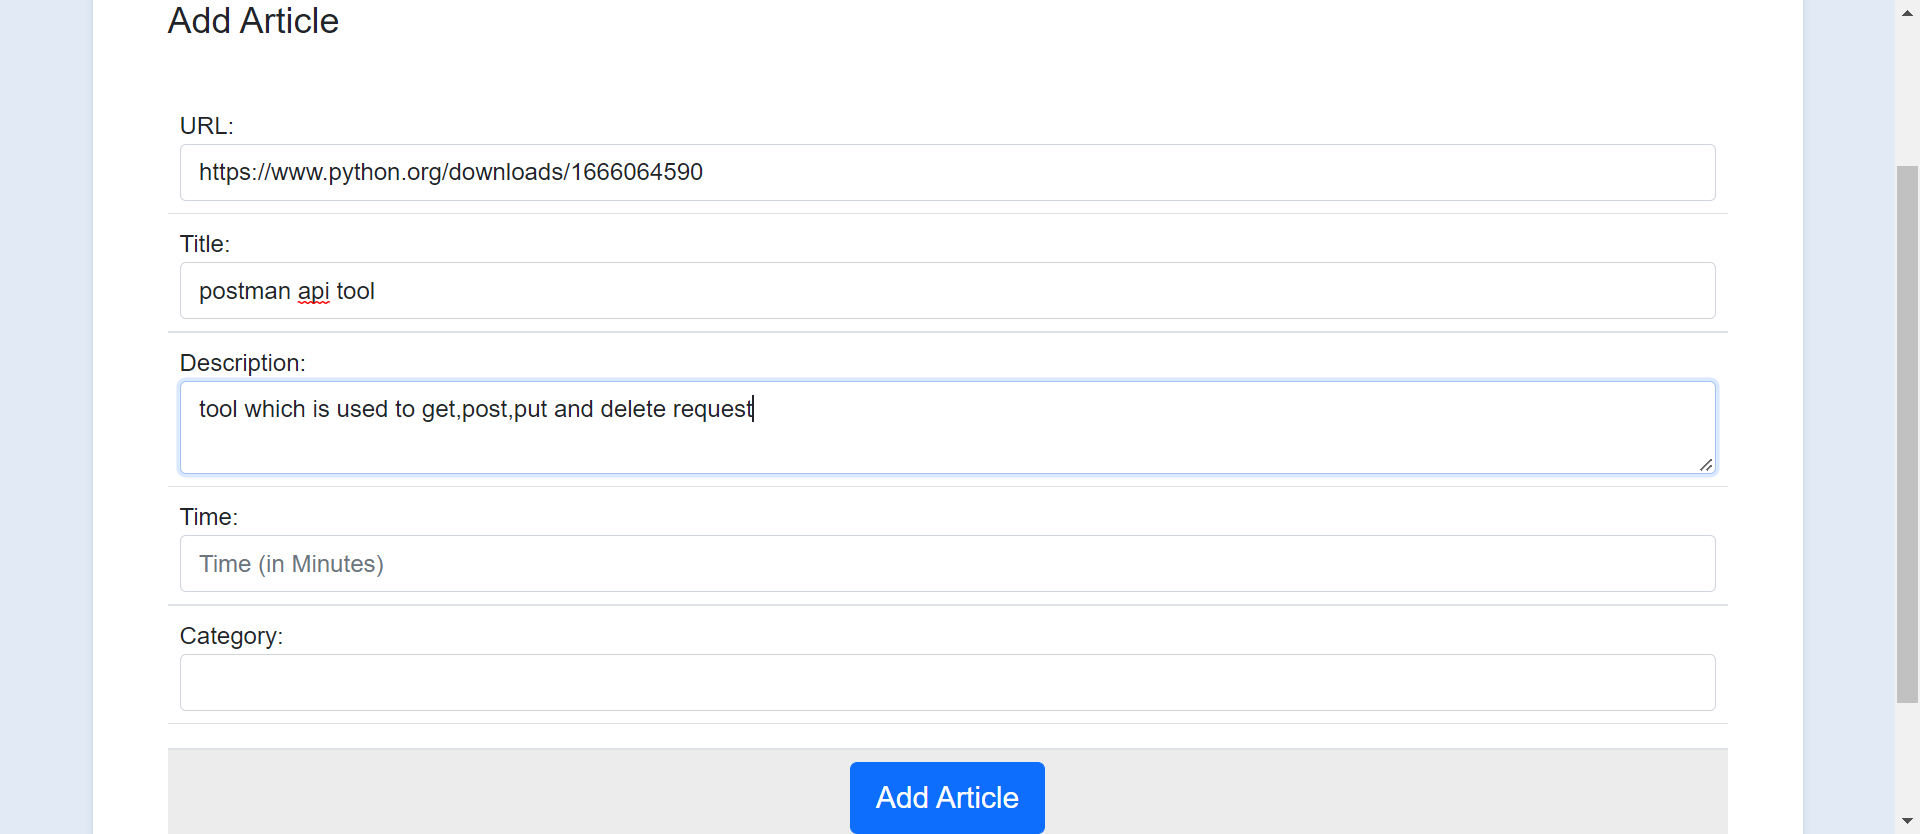 Add Article
URL:
https://www.python.org/downloads/1666064590
Title:
postman api tool
Description:
tool which is used to get,post,put and delete request
Time:
Time (in Minutes)
Category:
Add Article